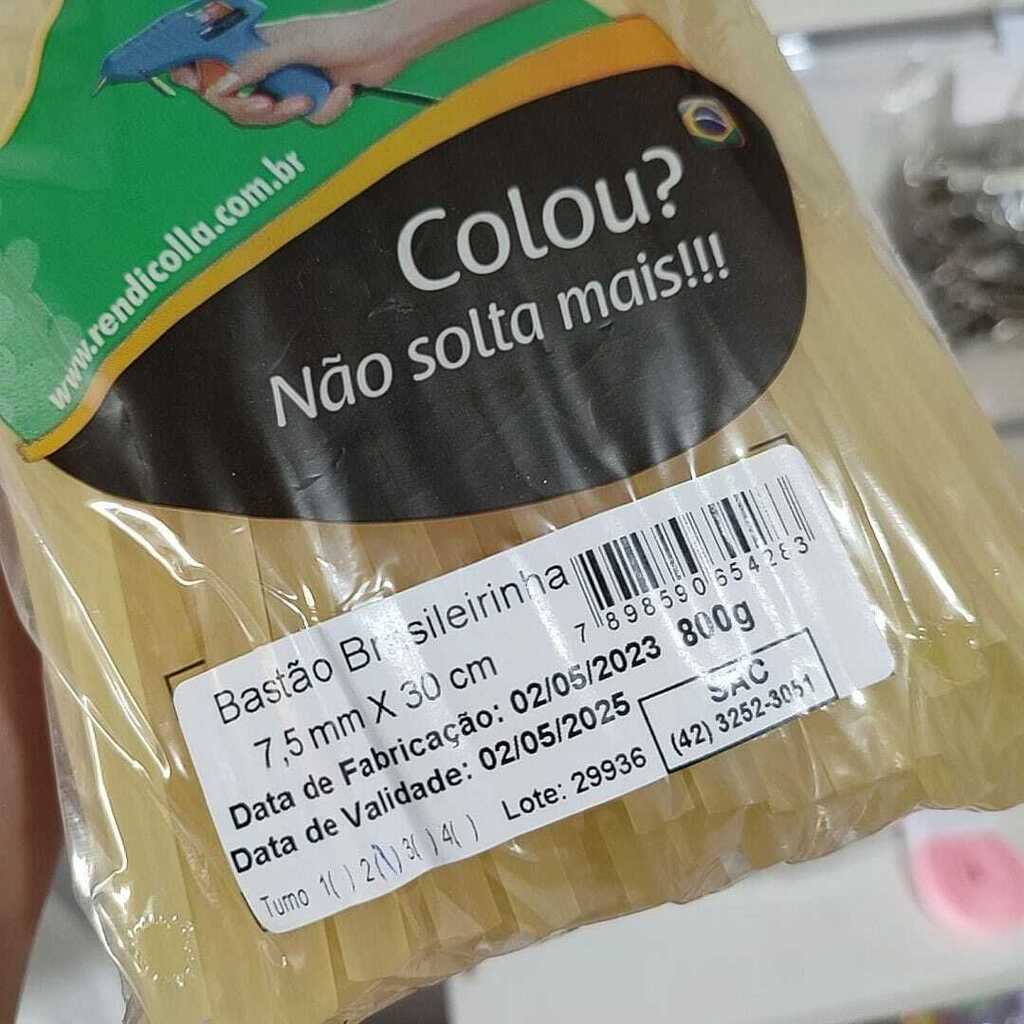 www.rendicolla.com.br
Colou?
Não solta mais!!!
Bastão Brasileirinha
7,5 mm X 30 cm
7 898590 654283
800g
Data de Fabricação: 02/05/2023
Data de Validade: 02/05/2025
SAC
(42) 3252-3051
Lote: 29936
Turno 1( ) 2(\) 3( ) 4( )